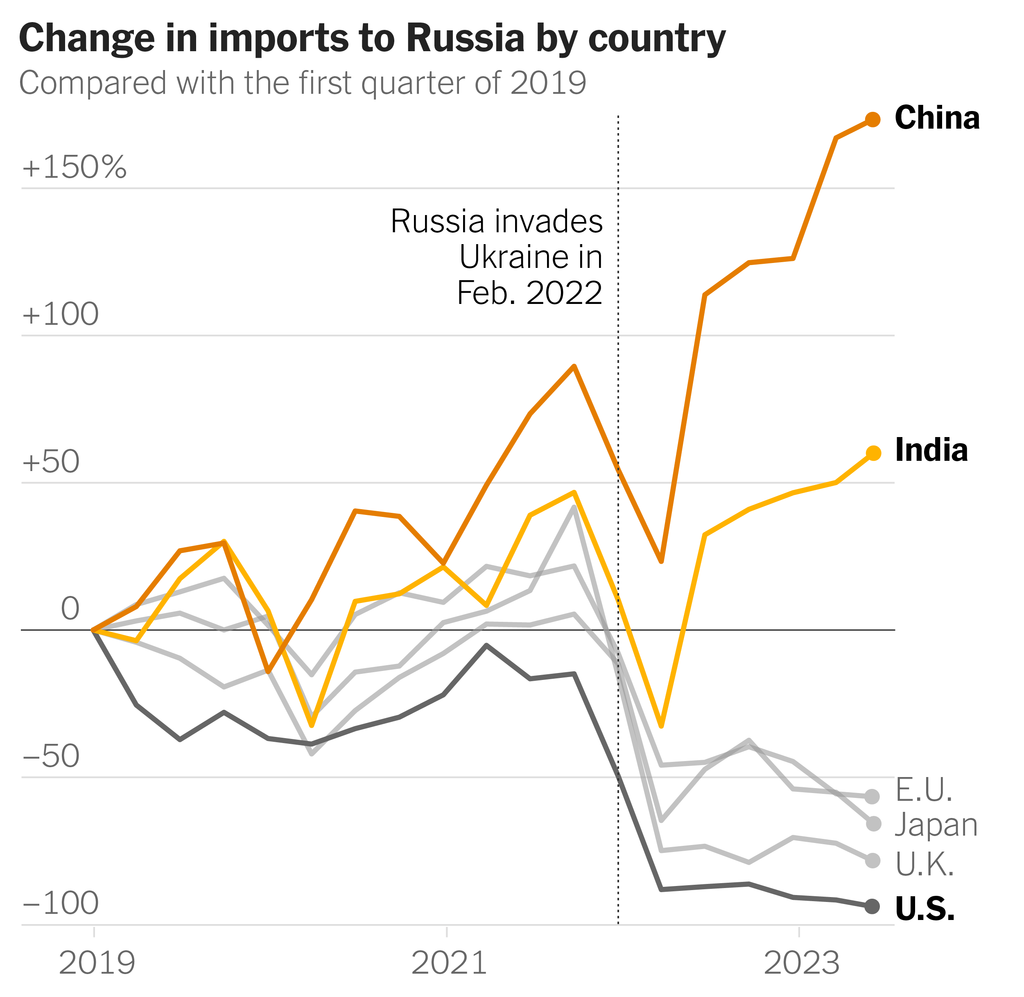 Change in imports to Russia by country
Compared with the first quarter of 2019
China
+150%
Russia invades
Ukraine in
Feb. 2022
+100
+50
India
0
−50
E.U.
Japan
U.K.
−100
U.S.
2019
2021
2023